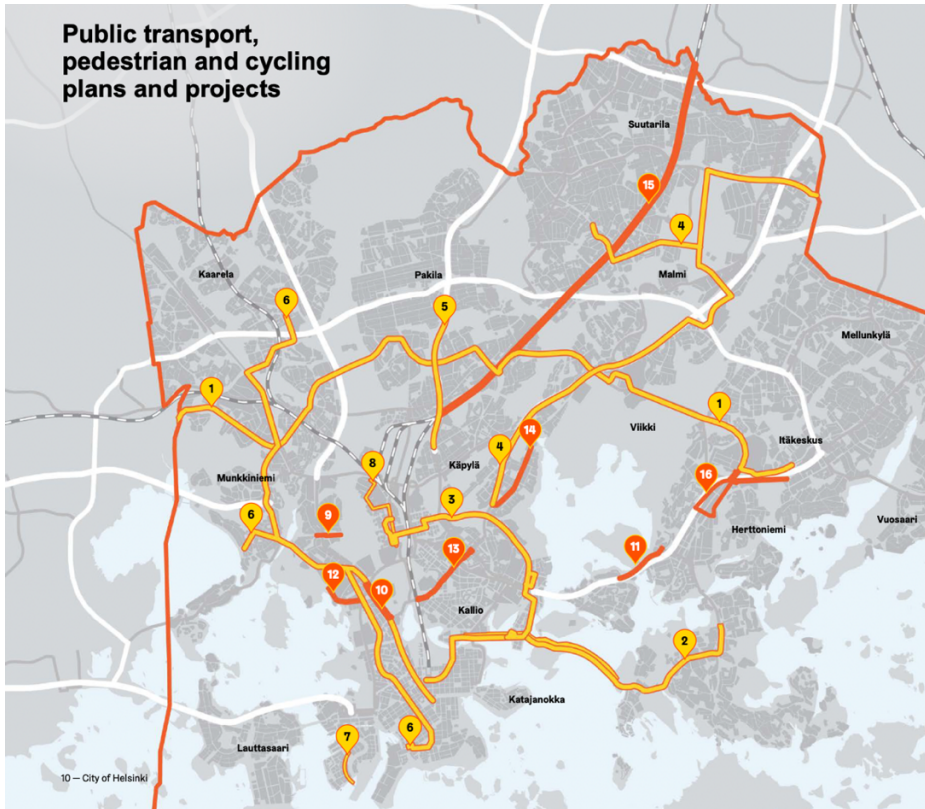 Public transport,
pedestrian and cycling
plans and projects
Suutarila
15
4
Kaarela
Pakila
Malmi
6
5
Mellunkylä
1
1
Viikki
Itäkeskus
14
4
Käpylä
8
Munkkiniemi
16
3
9
6
Vuosaari
Herttoniemi
11
13
12
10
Kallio
2
Katajanokka
6
7
Lauttasaari
10 — City of Helsinki